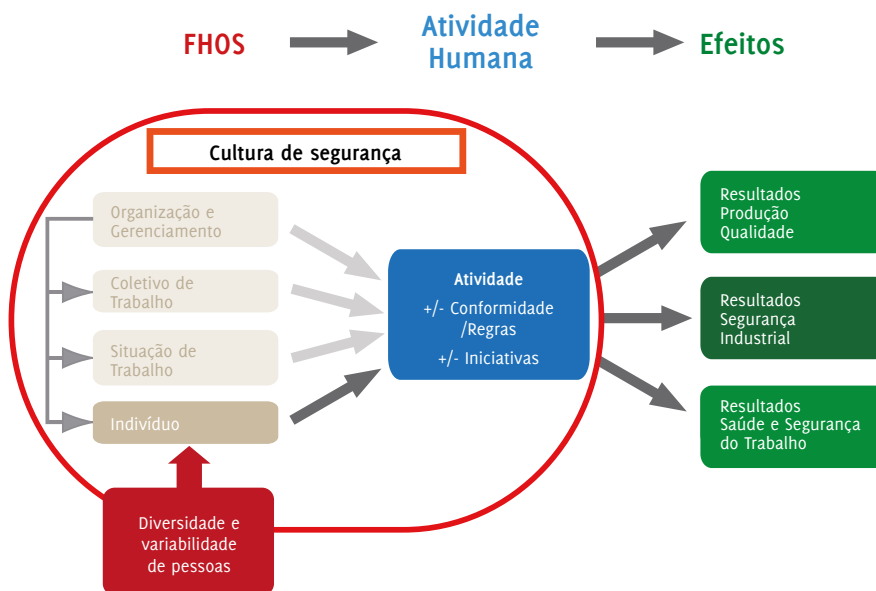 FHOS
Atividade
Humana
Efeitos
Cultura de segurança
Organização e
Gerenciamento
Coletivo de
Trabalho
Situação de
Trabalho
Indivíduo
Diversidade e
variabilidade
de pessoas
Atividade
+/- Conformidade
/Regras
+/- Iniciativas
Resultados
Produção
Qualidade
Resultados
Segurança
Industrial
Resultados
Saúde e Segurança
do Trabalho